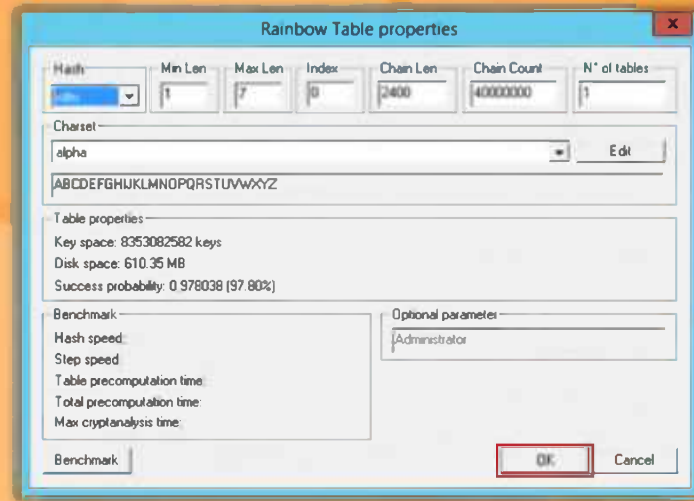 Rainbow Table properties
x
Hash Min Len Max Len Index Chain Len Chain Count N° of tables
1 7 0 2400 40000000 1
Charset
alpha Edit
ABCDEFGHIJKLMNOPQRSTUVWXYZ
Table properties
Key space: 8353082582 keys
Disk space: 610.35 MB
Success probability: 0.978038 (97.80%)
Benchmark Optional parameter
Hash speed: Administrator
Step speed:
Table precomputation time:
Total precomputation time:
Max cryptanalysis time:
Benchmark OK Cancel